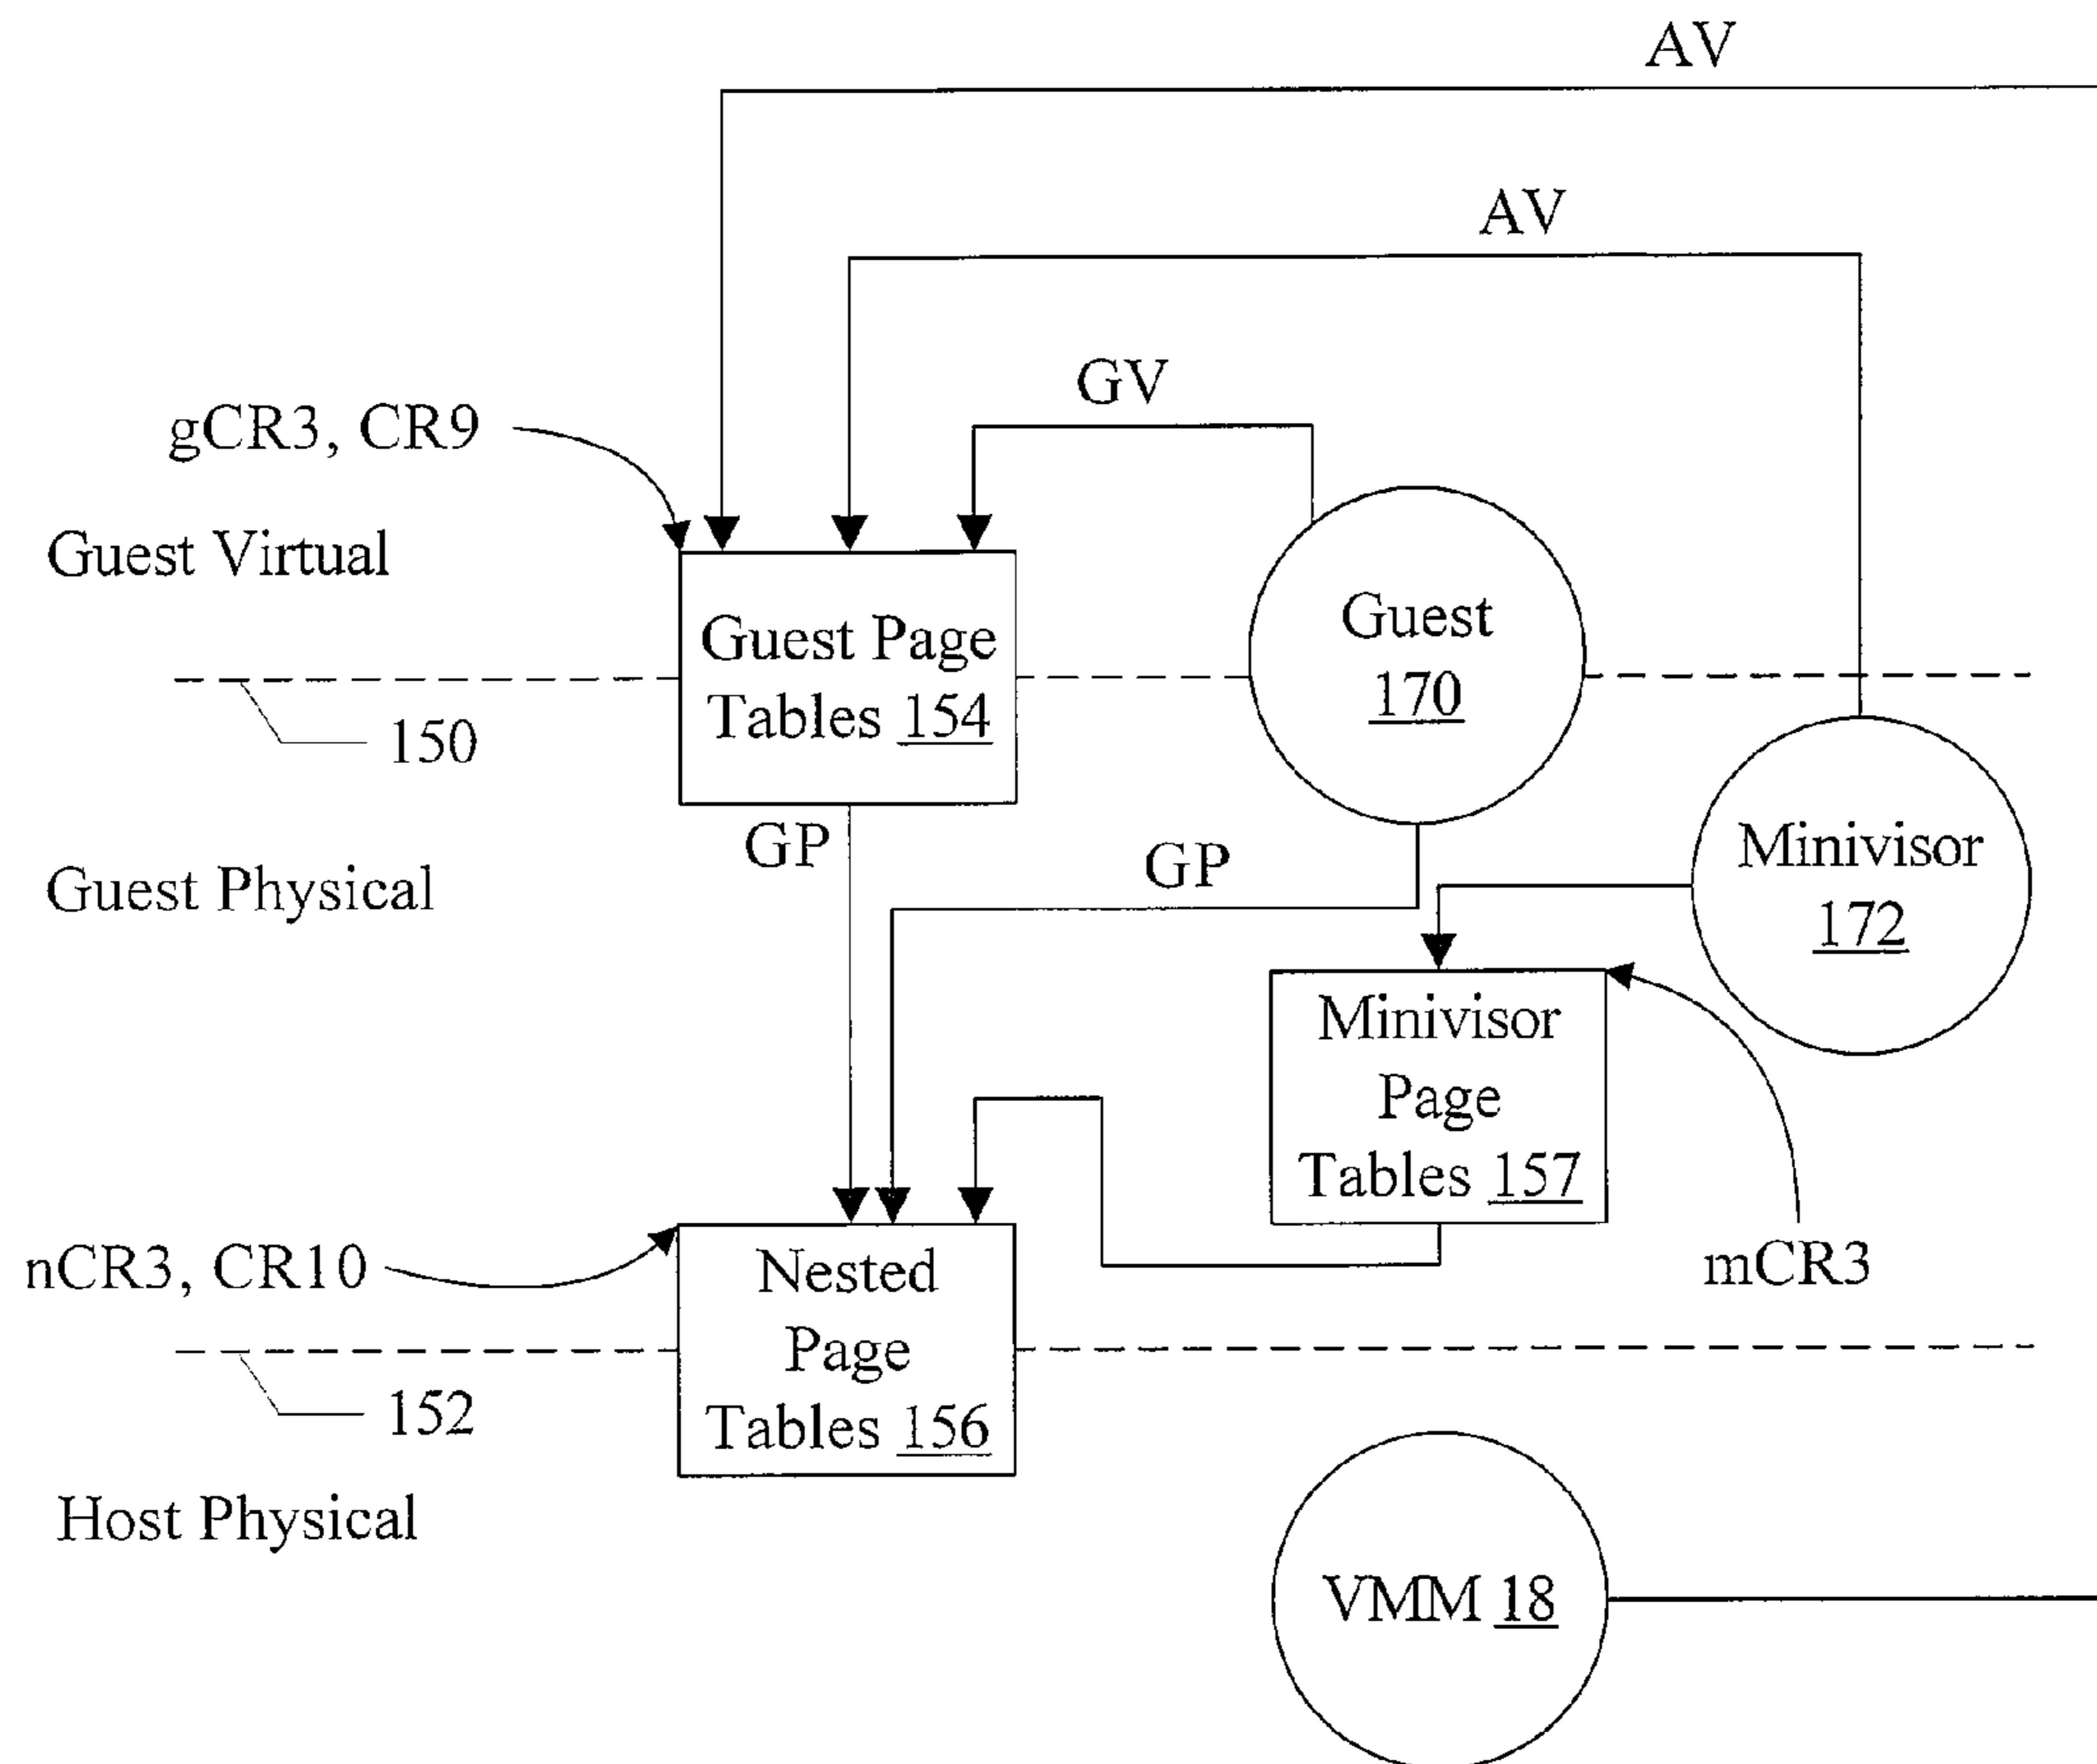 AV
AV
GV
gCR3, CR9
Guest Virtual
Guest Page
Tables 154
Guest
170
150
GP
GP
Guest Physical
Minivisor
172
Minivisor
Page
Tables 157
nCR3, CR10
Nested
Page
Tables 156
mCR3
152
Host Physical
VMM 18